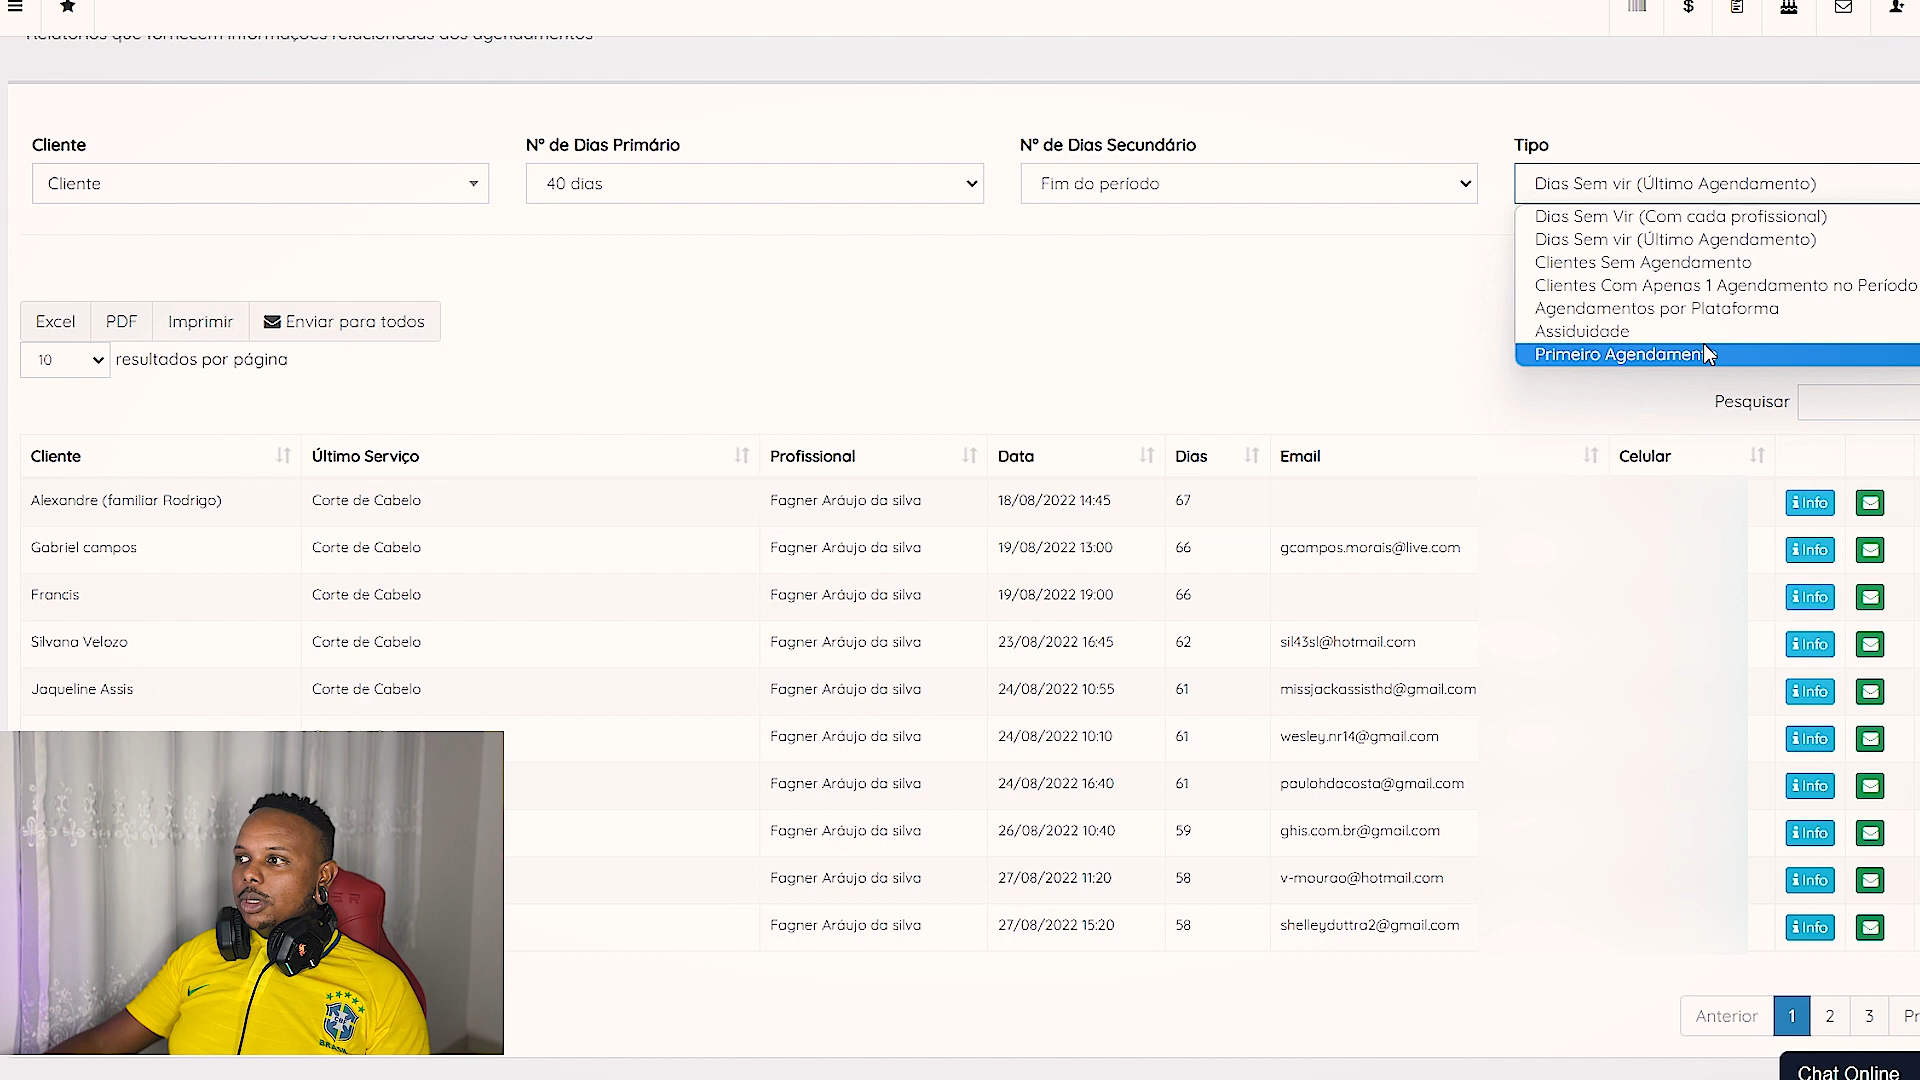 Relatórios que fornecem informações relacionadas aos agendamentos
Cliente
Nº de Dias Primário
Nº de Dias Secundário
Tipo
Cliente
40 dias
Fim do período
Dias Sem vir (Último Agendamento)
Dias Sem Vir (Com cada profissional)
Dias Sem vir (Último Agendamento)
Clientes Sem Agendamento
Clientes Com Apenas 1 Agendamento no Período
Agendamentos por Plataforma
Assiduidade
Primeiro Agendament
Excel PDF Imprimir Enviar para todos
10 resultados por página
Pesquisar
Cliente Último Serviço Profissional Data Dias Email Celular
Alexandre (familiar Rodrigo) Corte de Cabelo Fagner Aráujo da silva 18/08/2022 14:45 67 Info
Gabriel campos Corte de Cabelo Fagner Aráujo da silva 19/08/2022 13:00 66 gcampos.morais@live.com Info
Francis Corte de Cabelo Fagner Aráujo da silva 19/08/2022 19:00 66 Info
Silvana Velozo Corte de Cabelo Fagner Aráujo da silva 23/08/2022 16:45 62 sil43sl@hotmail.com Info
Jaqueline Assis Corte de Cabelo Fagner Aráujo da silva 24/08/2022 10:55 61 missjackassisthd@gmail.com Info
Fagner Aráujo da silva 24/08/2022 10:10 61 wesley.nr14@gmail.com Info
Fagner Aráujo da silva 24/08/2022 16:40 61 paulohdacosta@gmail.com Info
Fagner Aráujo da silva 26/08/2022 10:40 59 ghis.com.br@gmail.com Info
Fagner Aráujo da silva 27/08/2022 11:20 58 v-mourao@hotmail.com Info
Fagner Aráujo da silva 27/08/2022 15:20 58 shelleyduttra2@gmail.com Info
CBF
BRASIL
Anterior 1 2 3 Pr
Chat Online